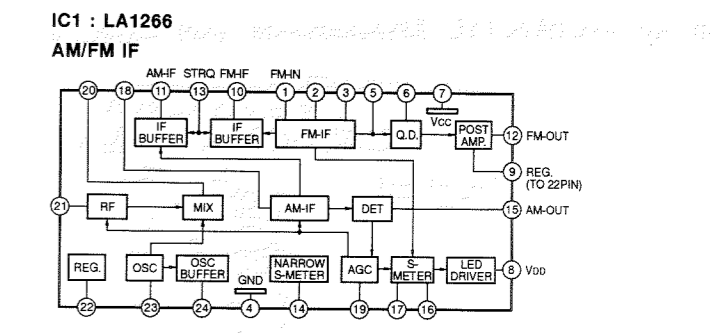 IC1 : LA1266
AM/FM IF
AM-IF STRQ FM-IF FM-IN
20 18 11 13 10 1 2 3 5 6 7
VCC
IF BUFFER
IF BUFFER
FM-IF
Q.D.
POST AMP.
12 FM-OUT
9 REG.
(TO 22PIN)
21
RF
MIX
AM-IF
DET
15 AM-OUT
REG.
OSC
OSC BUFFER
GND
NARROW S-METER
AGC
S-METER
LED DRIVER
8 VDD
22 23 24 4 14 19 17 16